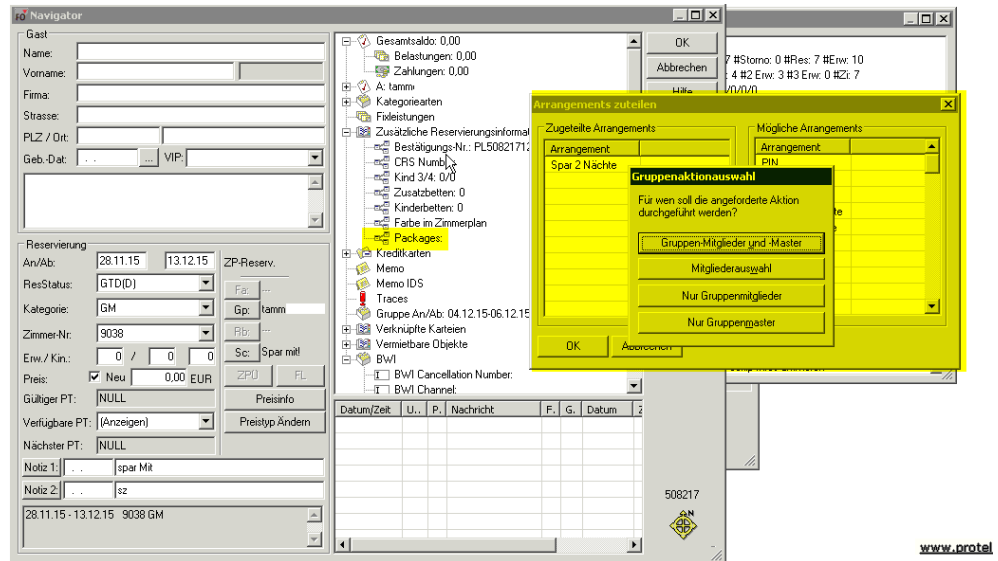 Navigator
Gast
Name:
Vorname:
Firma:
Strasse:
PLZ / Ort:
Geb.-Dat: . . ... VIP:
Reservierung
An/Ab: 28.11.15 13.12.15 ZP-Reserv.
ResStatus: GTD(D) Fa: ---
Kategorie: GM Gp: tamm
Zimmer-Nr: 9038 Rb: ---
Erw./ Kin.: 0 / 0 0 Sc: Spar mit!
Preis: Neu 0,00 EUR ZPÜ FL
Gültiger PT: NULL Preisinfo
Verfügbare PT: (Anzeigen) Preistyp Ändern
Nächster PT: NULL
Notiz 1: . . spar Mit
Notiz 2: . . sz
28.11.15 - 13.12.15 9038 GM
Gesamtsaldo: 0,00
Belastungen: 0,00
Zahlungen: 0,00
A: tamm
Kategoriearten
Fixleistungen
Zusätzliche Reservierungsinformat
Bestätigungs-Nr.: PL50821712
CRS Numb
Kind 3/4: 0/0
Zusatzbetten: 0
Kinderbetten: 0
Farbe im Zimmerplan
Packages:
Kreditkarten
Memo
Memo IDS
Traces
Gruppe An/Ab: 04.12.15-06.12.15
Verknüpfte Karteien
Vermietbare Objekte
BWI
BWI Cancellation Number:
BWI Channel:
Datum/Zeit U.. P. Nachricht F. G. Datum Z
OK
Abbrechen
Hilfe
508217
N
7 #Storno: 0 #Res: 7 #Erw: 10
: 4 #2 Erw: 3 #3 Erw: 0 #Zi: 7
/0/0/0
Arrangements zuteilen
Zugeteilte Arrangements
Arrangement
Spar 2 Nächte
Mögliche Arrangements
Arrangement
PIN
te
OK Abbrechen
Gruppenaktionauswahl
Für wen soll die angeforderte Aktion
durchgeführt werden?
Gruppen-Mitglieder und -Master
Mitgliederauswahl
Nur Gruppenmitglieder
Nur Gruppenmaster
www.protel